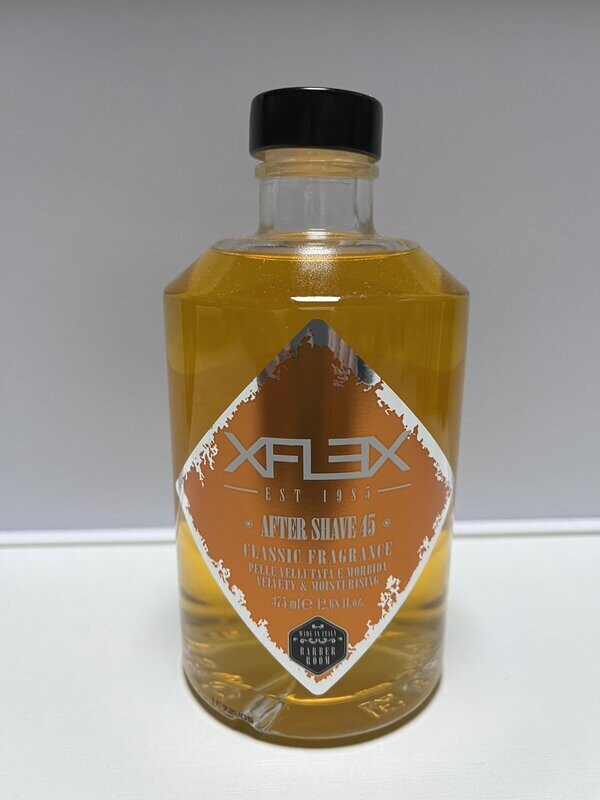 XFLEX
EST 1985
AFTER SHAVE 45
CLASSIC FRAGRANCE
PELLE VELLUTATA E MORBIDA
VELVETY & MOISTURISING
375 ml e 12.68 fl.oz.
MADE IN ITALY
BARBER
ROOM